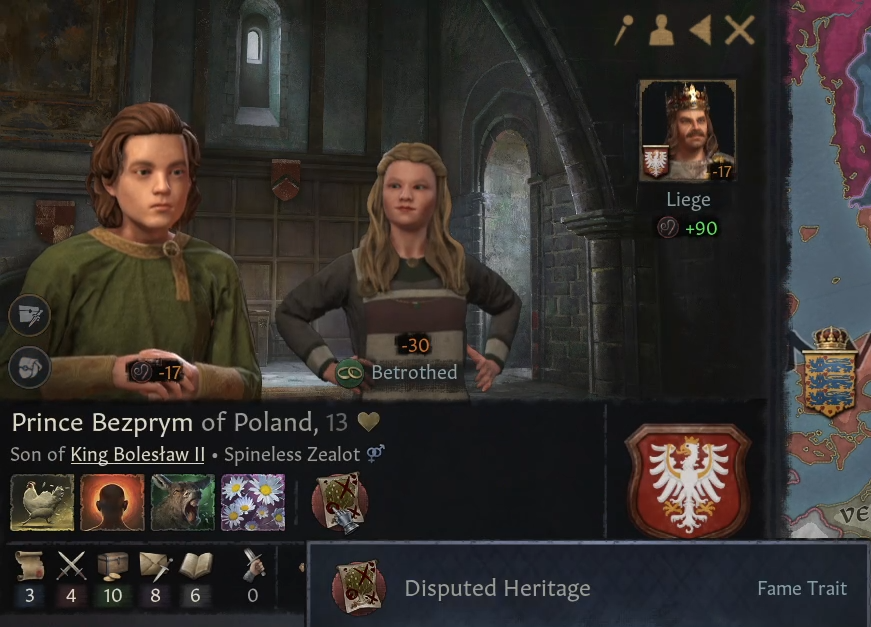 -17
Liege
+90
-30
-17
Betrothed
Prince Bezprym of Poland, 13
Son of King Bolesław II • Spineless Zealot
VE
3 4 10 8 6 0
Disputed Heritage Fame Trait